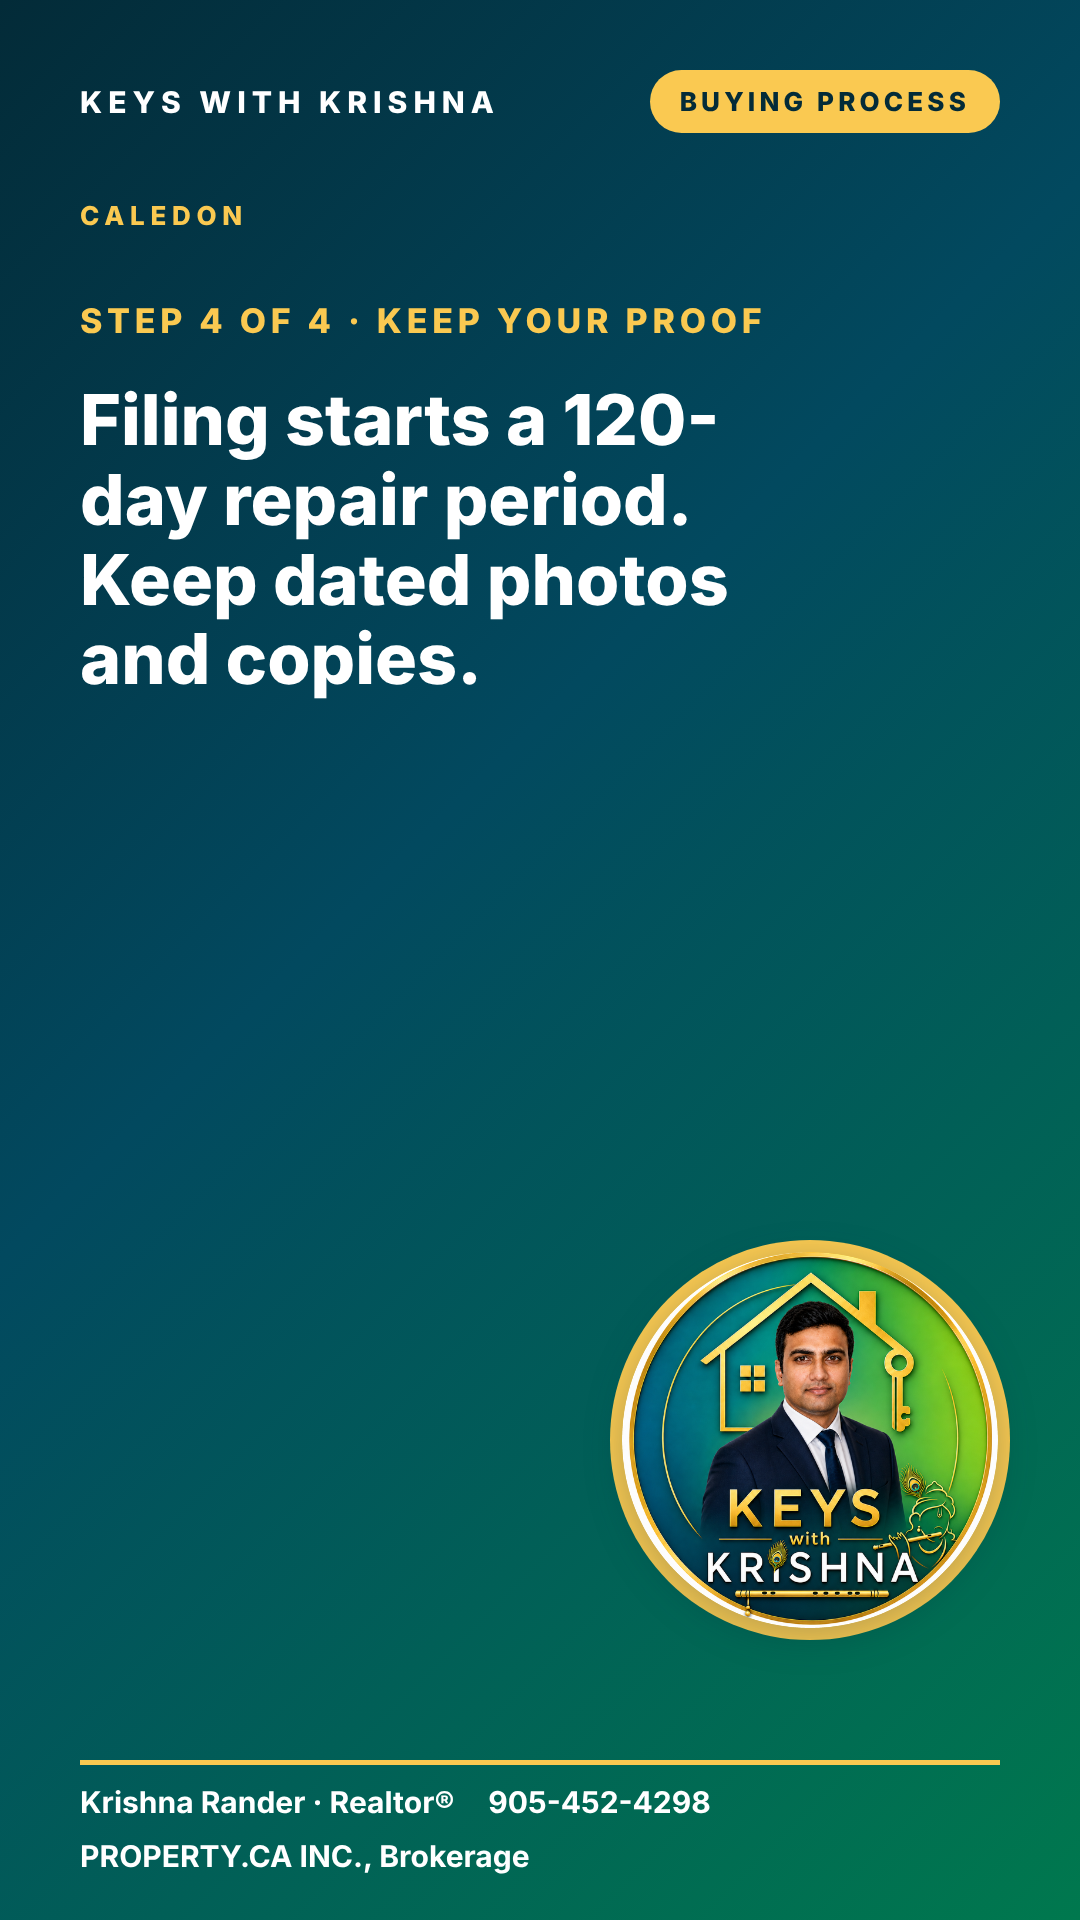 KEYS WITH KRISHNA
BUYING PROCESS
CALEDON
STEP 4 OF 4 · KEEP YOUR PROOF
Filing starts a 120-
day repair period.
Keep dated photos
and copies.
KEYS
with
KRISHNA
Krishna Rander · Realtor® 905-452-4298
PROPERTY.CA INC., Brokerage